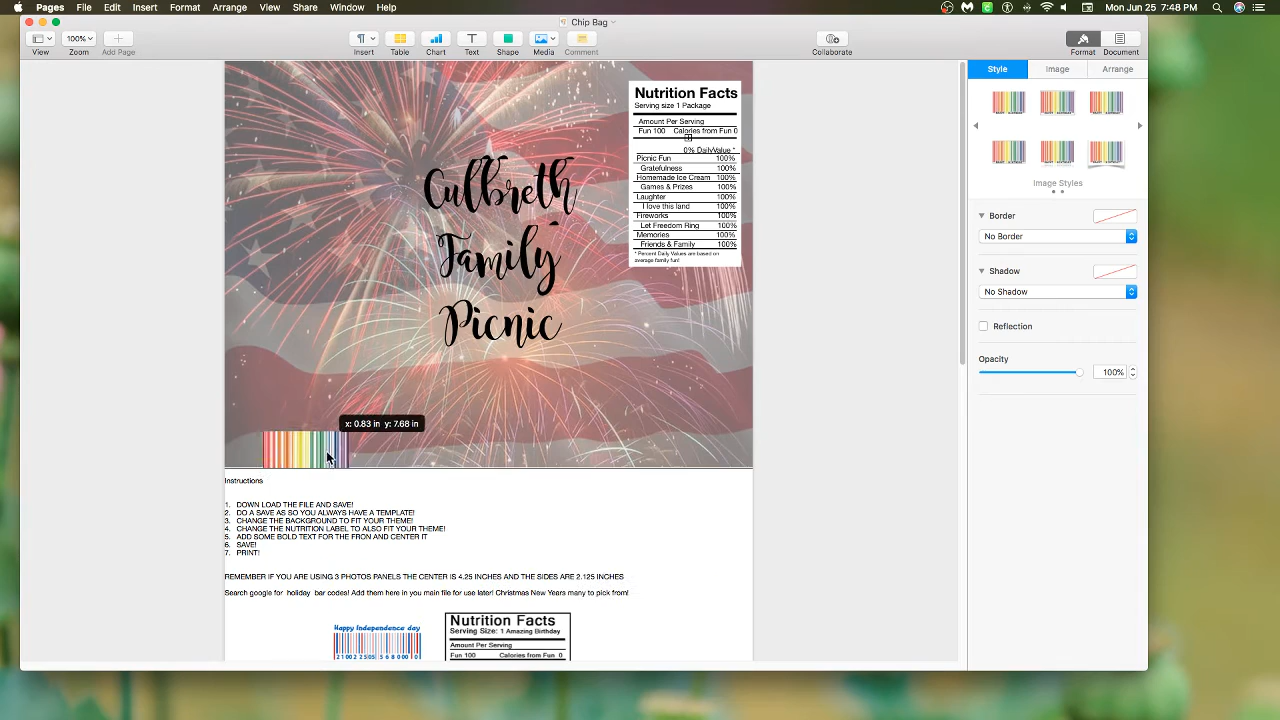 Pages File Edit Insert Format Arrange View Share Window Help
Mon Jun 25 7:48 PM
Chip Bag
100%
View Zoom Add Page
Insert Table Chart Text Shape Media Comment
Collaborate
Format Document
Style Image Arrange
Image Styles
Border
No Border
Shadow
No Shadow
Reflection
Opacity
100%
Culbreth
Family
Picnic
Nutrition Facts
Serving size 1 Package
Amount Per Serving
Fun 100 Calories from Fun 0
0% DailyValue *
Picnic Fun 100%
Gratefulness 100%
Homemade Ice Cream 100%
Games & Prizes 100%
Laughter 100%
I love this land 100%
Fireworks 100%
Let Freedom Ring 100%
Memories 100%
Friends & Family 100%
* Percent Daily Values are based on
average family fun!
x: 0.83 in y: 7.68 in
Instructions
1. DOWN LOAD THE FILE AND SAVE!
2. DO A SAVE AS SO YOU ALWAYS HAVE A TEMPLATE!
3. CHANGE THE BACKGROUND TO FIT YOUR THEME!
4. CHANGE THE NUTRITION LABEL TO ALSO FIT YOUR THEME!
5. ADD SOME BOLD TEXT FOR THE FRON AND CENTER IT
6. SAVE!
7. PRINT!
REMEMBER IF YOU ARE USING 3 PHOTOS PANELS THE CENTER IS 4.25 INCHES AND THE SIDES ARE 2.125 INCHES
Search google for holiday bar codes! Add them here in you main file for use later! Christmas New Years many to pick from!
Happy Independence day
Nutrition Facts
Serving Size: 1 Amazing Birthday
Amount Per Serving
Fun 100 Calories from Fun 0